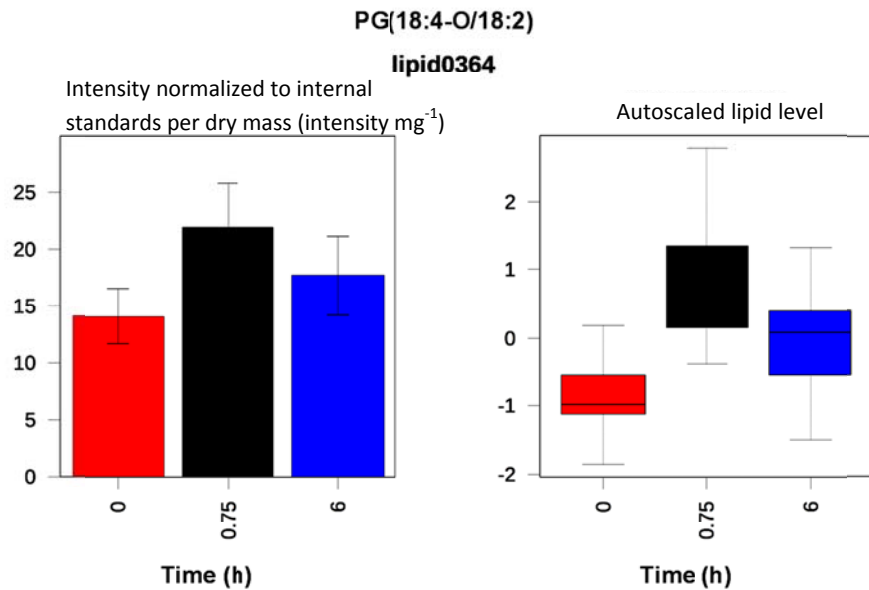 PG(18:4-O/18:2)
lipid0364
Intensity normalized to internal
standards per dry mass (intensity mg⁻¹)
25
20
15
10
5
0
0
0.75
6
Time (h)
Autoscaled lipid level
2
1
0
-1
-2
0
0.75
6
Time (h)